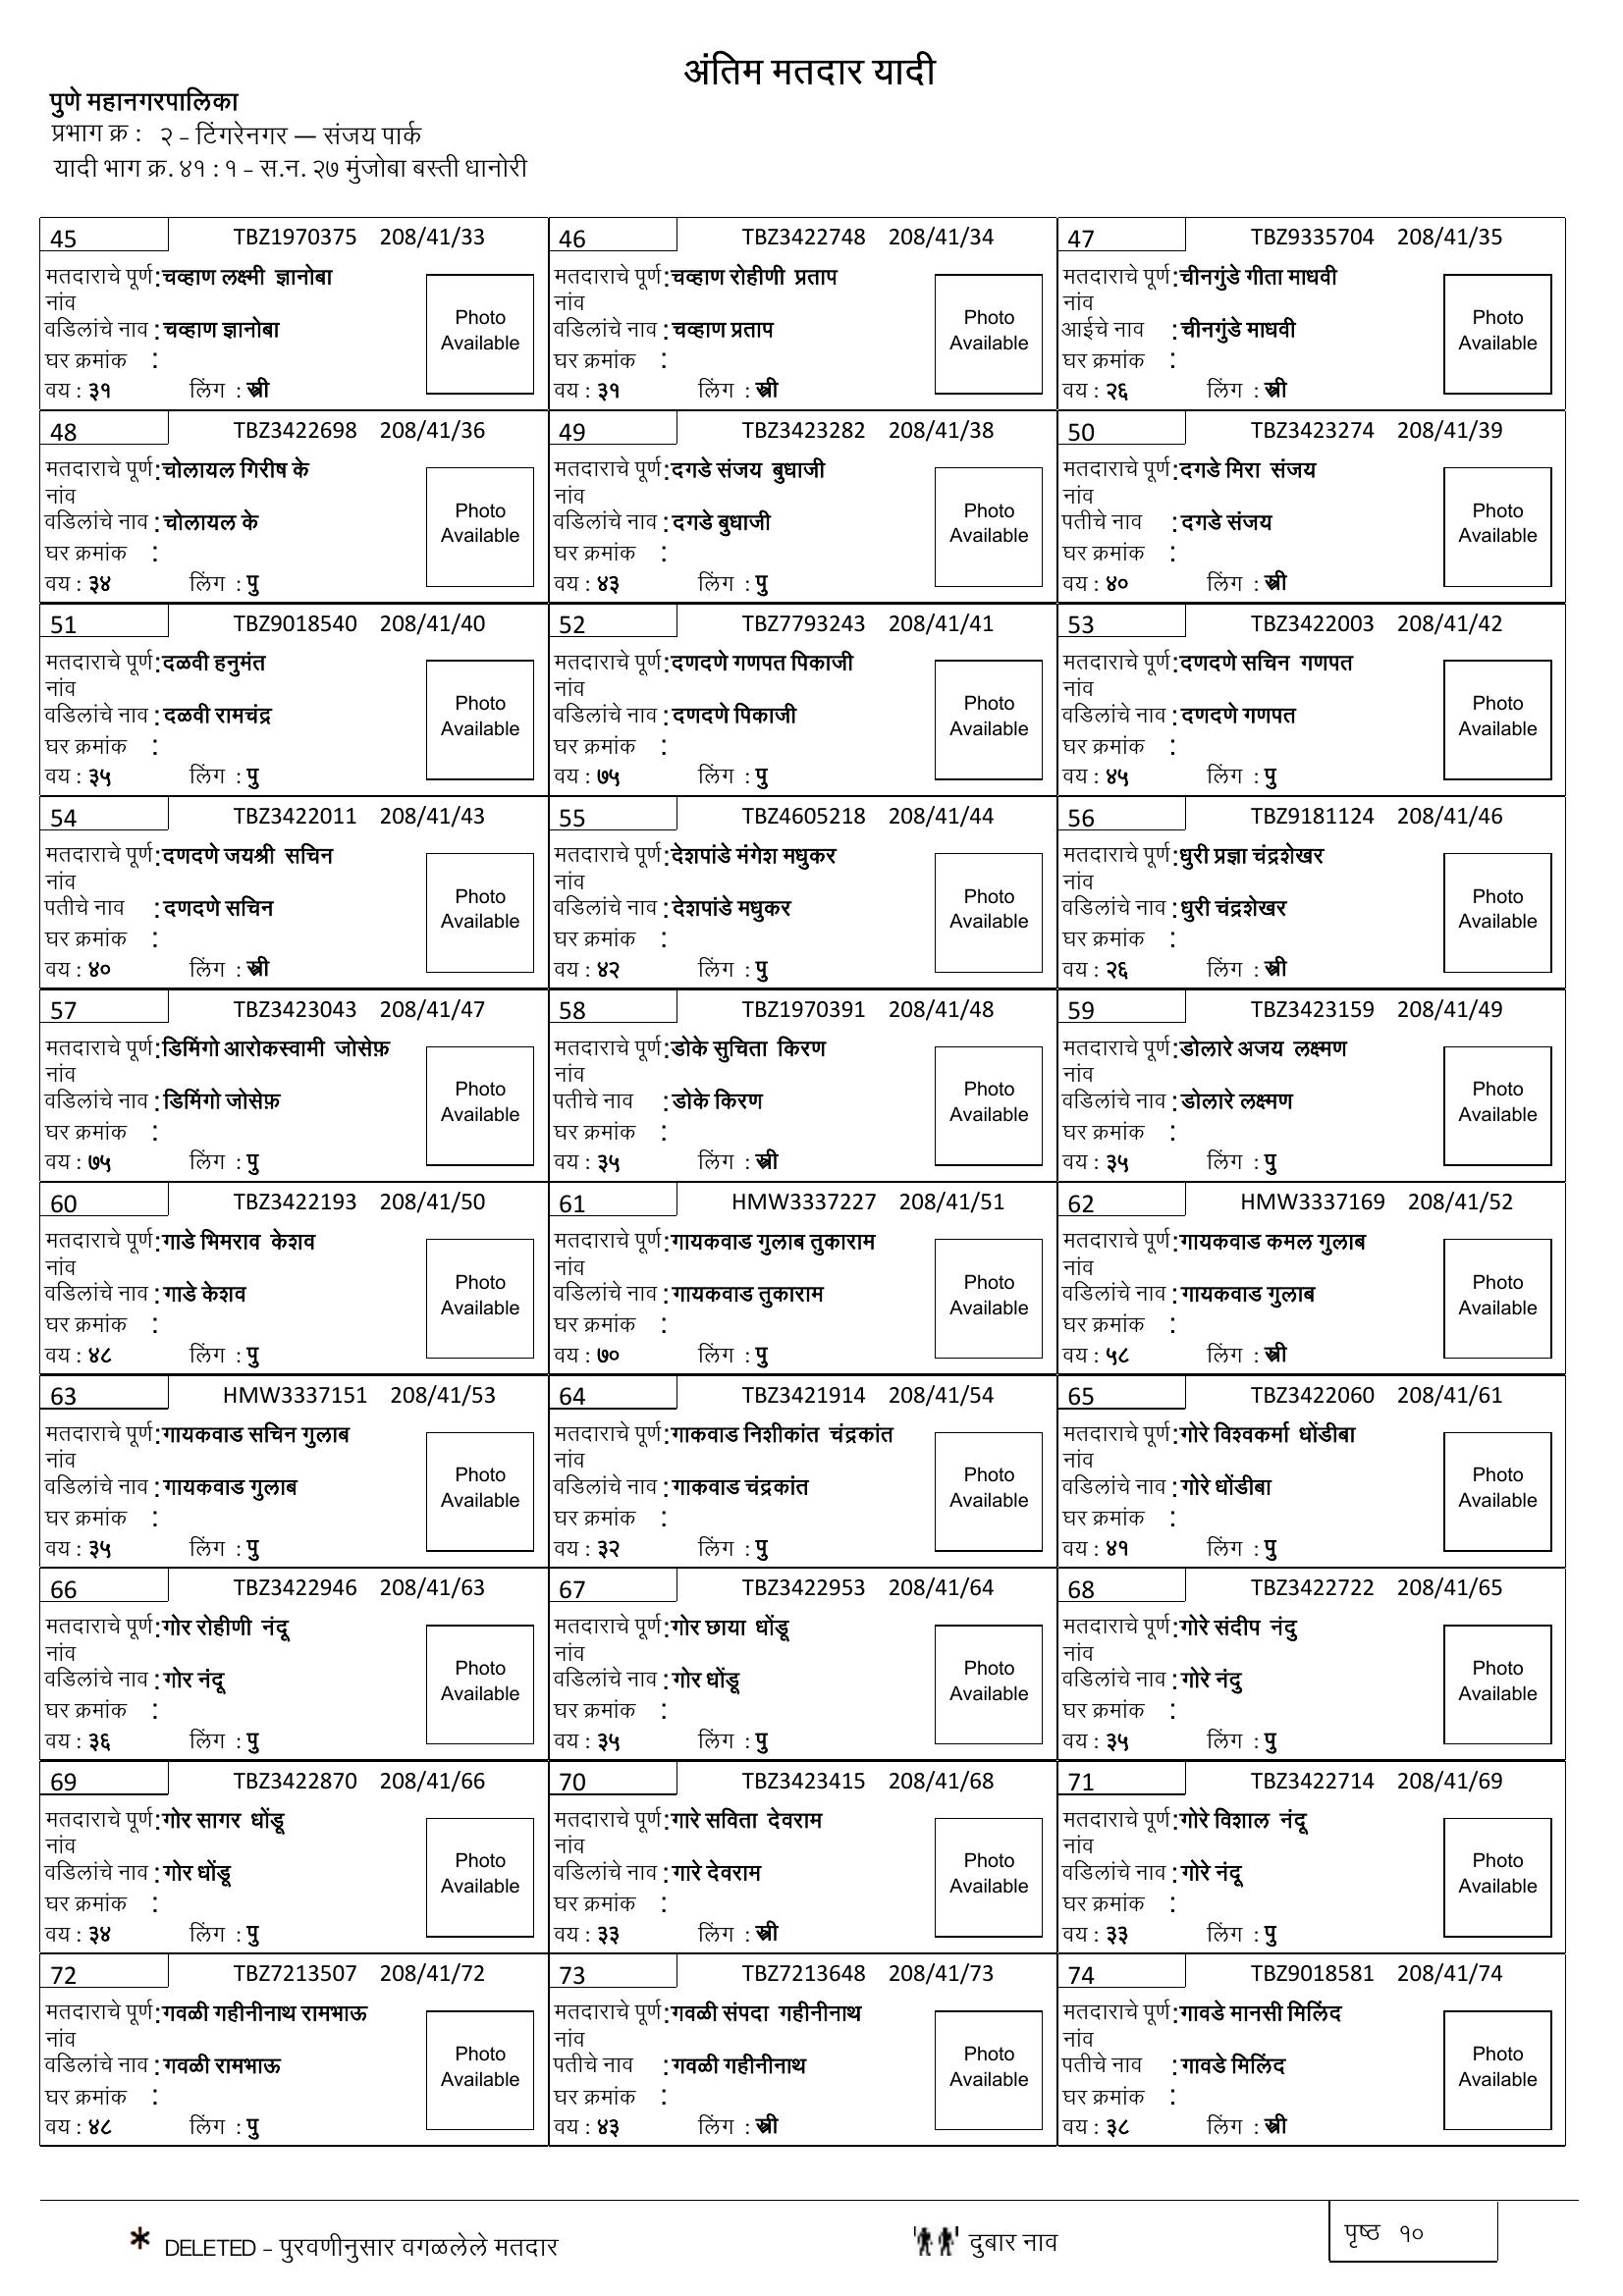 अंतिम मतदार यादी
पुणे महानगरपालिका
प्रभाग क्र : २ – टिंगरेनगर — संजय पार्क
यादी भाग क्र. ४१ : १ – स.न. २७ मुंजोबा बस्ती धानोरी
45 TBZ1970375 208/41/33
मतदाराचे पूर्ण नांव : चव्हाण लक्ष्मी ज्ञानोबा
वडिलांचे नाव : चव्हाण ज्ञानोबा
घर क्रमांक :
वय : ३१ लिंग : स्त्री
Photo Available
46 TBZ3422748 208/41/34
मतदाराचे पूर्ण नांव : चव्हाण रोहीणी प्रताप
वडिलांचे नाव : चव्हाण प्रताप
घर क्रमांक :
वय : ३१ लिंग : स्त्री
Photo Available
47 TBZ9335704 208/41/35
मतदाराचे पूर्ण नांव : चीनगुंडे गीता माधवी
आईचे नाव : चीनगुंडे माधवी
घर क्रमांक :
वय : २६ लिंग : स्त्री
Photo Available
48 TBZ3422698 208/41/36
मतदाराचे पूर्ण नांव : चोलायल गिरीष के
वडिलांचे नाव : चोलायल के
घर क्रमांक :
वय : ३४ लिंग : पु
Photo Available
49 TBZ3423282 208/41/38
मतदाराचे पूर्ण नांव : दगडे संजय बुधाजी
वडिलांचे नाव : दगडे बुधाजी
घर क्रमांक :
वय : ४३ लिंग : पु
Photo Available
50 TBZ3423274 208/41/39
मतदाराचे पूर्ण नांव : दगडे मिरा संजय
पतीचे नाव : दगडे संजय
घर क्रमांक :
वय : ४० लिंग : स्त्री
Photo Available
51 TBZ9018540 208/41/40
मतदाराचे पूर्ण नांव : दळवी हनुमंत
वडिलांचे नाव : दळवी रामचंद्र
घर क्रमांक :
वय : ३५ लिंग : पु
Photo Available
52 TBZ7793243 208/41/41
मतदाराचे पूर्ण नांव : दणदणे गणपत पिकाजी
वडिलांचे नाव : दणदणे पिकाजी
घर क्रमांक :
वय : ७५ लिंग : पु
Photo Available
53 TBZ3422003 208/41/42
मतदाराचे पूर्ण नांव : दणदणे सचिन गणपत
वडिलांचे नाव : दणदणे गणपत
घर क्रमांक :
वय : ४५ लिंग : पु
Photo Available
54 TBZ3422011 208/41/43
मतदाराचे पूर्ण नांव : दणदणे जयश्री सचिन
पतीचे नाव : दणदणे सचिन
घर क्रमांक :
वय : ४० लिंग : स्त्री
Photo Available
55 TBZ4605218 208/41/44
मतदाराचे पूर्ण नांव : देशपांडे मंगेश मधुकर
वडिलांचे नाव : देशपांडे मधुकर
घर क्रमांक :
वय : ४२ लिंग : पु
Photo Available
56 TBZ9181124 208/41/46
मतदाराचे पूर्ण नांव : धुरी प्रज्ञा चंद्रशेखर
वडिलांचे नाव : धुरी चंद्रशेखर
घर क्रमांक :
वय : २६ लिंग : स्त्री
Photo Available
57 TBZ3423043 208/41/47
मतदाराचे पूर्ण नांव : डिमिंगो आरोकस्वामी जोसेफ़
वडिलांचे नाव : डिमिंगो जोसेफ़
घर क्रमांक :
वय : ७५ लिंग : पु
Photo Available
58 TBZ1970391 208/41/48
मतदाराचे पूर्ण नांव : डोके सुचिता किरण
पतीचे नाव : डोके किरण
घर क्रमांक :
वय : ३५ लिंग : स्त्री
Photo Available
59 TBZ3423159 208/41/49
मतदाराचे पूर्ण नांव : डोलारे अजय लक्ष्मण
वडिलांचे नाव : डोलारे लक्ष्मण
घर क्रमांक :
वय : ३५ लिंग : पु
Photo Available
60 TBZ3422193 208/41/50
मतदाराचे पूर्ण नांव : गाडे भिमराव केशव
वडिलांचे नाव : गाडे केशव
घर क्रमांक :
वय : ४८ लिंग : पु
Photo Available
61 HMW3337227 208/41/51
मतदाराचे पूर्ण नांव : गायकवाड गुलाब तुकाराम
वडिलांचे नाव : गायकवाड तुकाराम
घर क्रमांक :
वय : ७० लिंग : पु
Photo Available
62 HMW3337169 208/41/52
मतदाराचे पूर्ण नांव : गायकवाड कमल गुलाब
वडिलांचे नाव : गायकवाड गुलाब
घर क्रमांक :
वय : ५८ लिंग : स्त्री
Photo Available
63 HMW3337151 208/41/53
मतदाराचे पूर्ण नांव : गायकवाड सचिन गुलाब
वडिलांचे नाव : गायकवाड गुलाब
घर क्रमांक :
वय : ३५ लिंग : पु
Photo Available
64 TBZ3421914 208/41/54
मतदाराचे पूर्ण नांव : गाकवाड निशीकांत चंद्रकांत
वडिलांचे नाव : गाकवाड चंद्रकांत
घर क्रमांक :
वय : ३२ लिंग : पु
Photo Available
65 TBZ3422060 208/41/61
मतदाराचे पूर्ण नांव : गोरे विश्वकर्मा धोंडीबा
वडिलांचे नाव : गोरे धोंडीबा
घर क्रमांक :
वय : ४१ लिंग : पु
Photo Available
66 TBZ3422946 208/41/63
मतदाराचे पूर्ण नांव : गोर रोहीणी नंदू
वडिलांचे नाव : गोर नंदू
घर क्रमांक :
वय : ३६ लिंग : पु
Photo Available
67 TBZ3422953 208/41/64
मतदाराचे पूर्ण नांव : गोर छाया धोंडू
वडिलांचे नाव : गोर धोंडू
घर क्रमांक :
वय : ३५ लिंग : पु
Photo Available
68 TBZ3422722 208/41/65
मतदाराचे पूर्ण नांव : गोरे संदीप नंदु
वडिलांचे नाव : गोरे नंदु
घर क्रमांक :
वय : ३५ लिंग : पु
Photo Available
69 TBZ3422870 208/41/66
मतदाराचे पूर्ण नांव : गोर सागर धोंडू
वडिलांचे नाव : गोर धोंडू
घर क्रमांक :
वय : ३४ लिंग : पु
Photo Available
70 TBZ3423415 208/41/68
मतदाराचे पूर्ण नांव : गारे सविता देवराम
वडिलांचे नाव : गारे देवराम
घर क्रमांक :
वय : ३३ लिंग : स्त्री
Photo Available
71 TBZ3422714 208/41/69
मतदाराचे पूर्ण नांव : गोरे विशाल नंदू
वडिलांचे नाव : गोरे नंदू
घर क्रमांक :
वय : ३३ लिंग : पु
Photo Available
72 TBZ7213507 208/41/72
मतदाराचे पूर्ण नांव : गवळी गहीनीनाथ रामभाऊ
वडिलांचे नाव : गवळी रामभाऊ
घर क्रमांक :
वय : ४८ लिंग : पु
Photo Available
73 TBZ7213648 208/41/73
मतदाराचे पूर्ण नांव : गवळी संपदा गहीनीनाथ
पतीचे नाव : गवळी गहीनीनाथ
घर क्रमांक :
वय : ४३ लिंग : स्त्री
Photo Available
74 TBZ9018581 208/41/74
मतदाराचे पूर्ण नांव : गावडे मानसी मिलिंद
पतीचे नाव : गावडे मिलिंद
घर क्रमांक :
वय : ३८ लिंग : स्त्री
Photo Available
* DELETED – पुरवणीनुसार वगळलेले मतदार
दुबार नाव
पृष्ठ १०